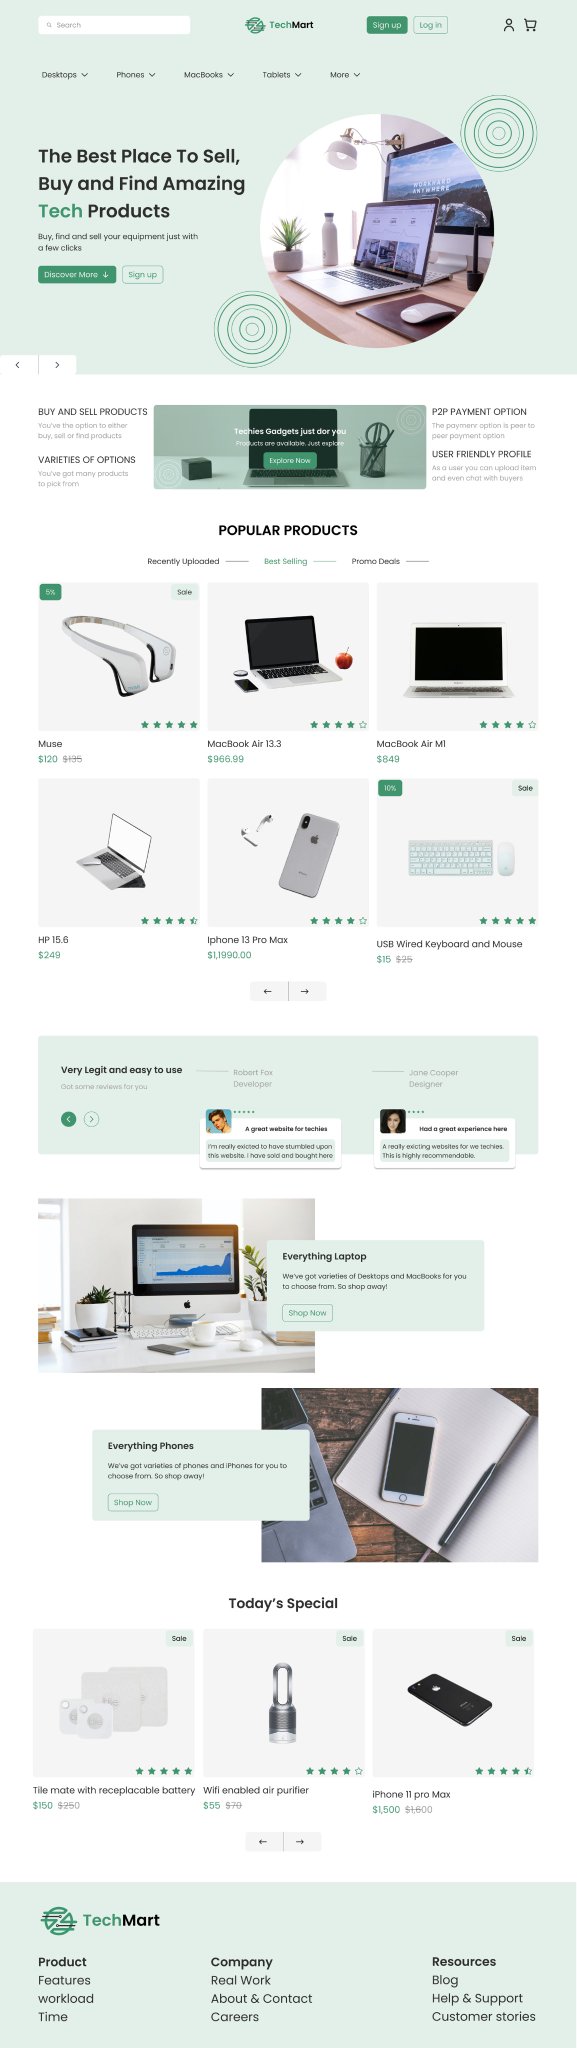 Search
TechMart
Sign up
Log in
Desktops
Phones
MacBooks
Tablets
More
The Best Place To Sell,
Buy and Find Amazing
Tech Products
Buy, find and sell your equipment just with
a few clicks
Discover More
Sign up
WORKHARD
ANYWHERE
BUY AND SELL PRODUCTS
You've the option to either
buy, sell or find products
VARIETIES OF OPTIONS
You've got many products
to pick from
Techies Gadgets just dor you
Products are available. Just explore
Explore Now
P2P PAYMENT OPTION
The payment option is peer to
peer payment option
USER FRIENDLY PROFILE
As a user you can upload item
and even chat with buyers
POPULAR PRODUCTS
Recently Uploaded
Best Selling
Promo Deals
5%
Sale
Muse
$120 $135
MacBook Air 13.3
$966.99
MacBook Air M1
$849
HP 15.6
$249
Iphone 13 Pro Max
$1,1990.00
10%
Sale
USB Wired Keyboard and Mouse
$15 $25
Very Legit and easy to use
Got some reviews for you
Robert Fox
Developer
A great website for techies
I'm really exicted to have stumbled upon
this website. i have sold and bought here
Jane Cooper
Designer
Had a great experience here
A really exicting websites for we techies.
This is highly recommendable.
Everything Laptop
We've got varieties of Desktops and MacBooks for you
to choose from. So shop away!
Shop Now
Everything Phones
We've got varieties of phones and iPhones for you to
choose from. So shop away!
Shop Now
Today's Special
Sale
tile
tile
Tile mate with receplacable battery
$150 $250
Sale
Wifi enabled air purifier
$55 $70
Sale
iPhone 11 pro Max
$1,500 $1,600
TechMart
Product
Features
workload
Time
Company
Real Work
About & Contact
Careers
Resources
Blog
Help & Support
Customer stories